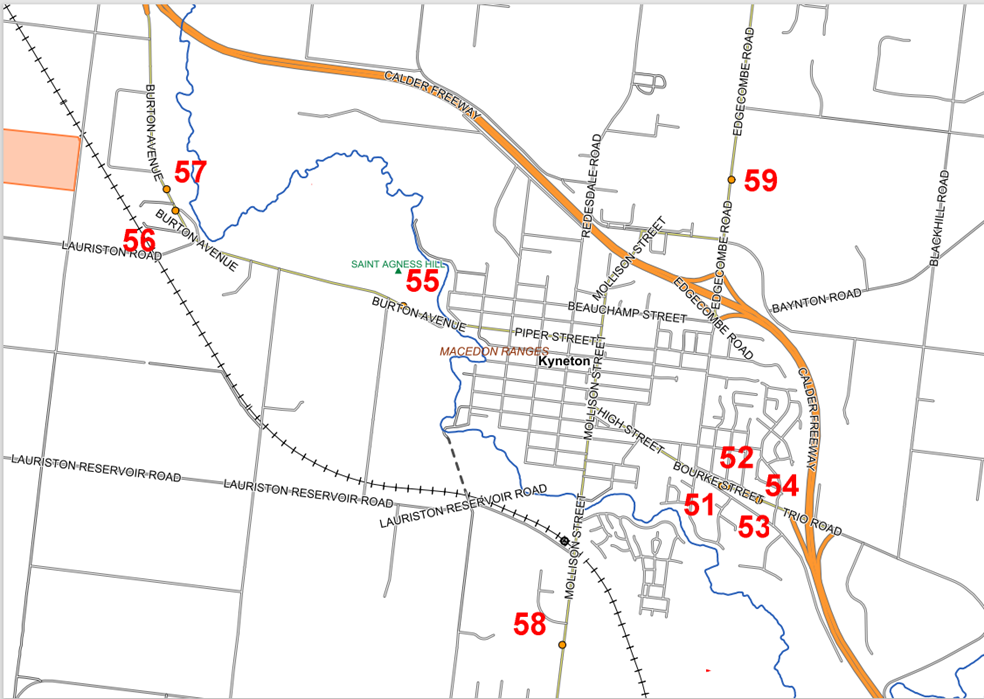 EDGECOMBE ROAD
CALDER FREEWAY
BURTON AVENUE
REDESDALE ROAD
57
59
BLACKHILL ROAD
EDGECOMBE ROAD
BURTON AVENUE
56
LAURISTON ROAD
MOLLISON STREET
SAINT AGNESS HILL
55
EDGECOMBE ROAD
BAYNTON ROAD
BURTON AVENUE
BEAUCHAMP STREET
PIPER STREET
MACEDON RANGES
Kyneton
MOLLISON STREET
CALDER FREEWAY
HIGH STREET
52
LAURISTON RESERVOIR ROAD
BOURKE STREET
54
LAURISTON RESERVOIR ROAD
LAURISTON RESERVOIR ROAD
51
53
TRIO ROAD
MOLLISON STREET
58